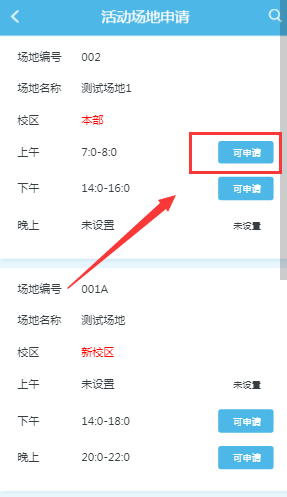 活动场地申请
场地编号 002
场地名称 测试场地1
校区 本部
上午 7:0-8:0 可申请
下午 14:0-16:0 可申请
晚上 未设置 未设置
场地编号 001A
场地名称 测试场地
校区 新校区
上午 未设置 未设置
下午 14:0-18:0 可申请
晚上 20:0-22:0 可申请